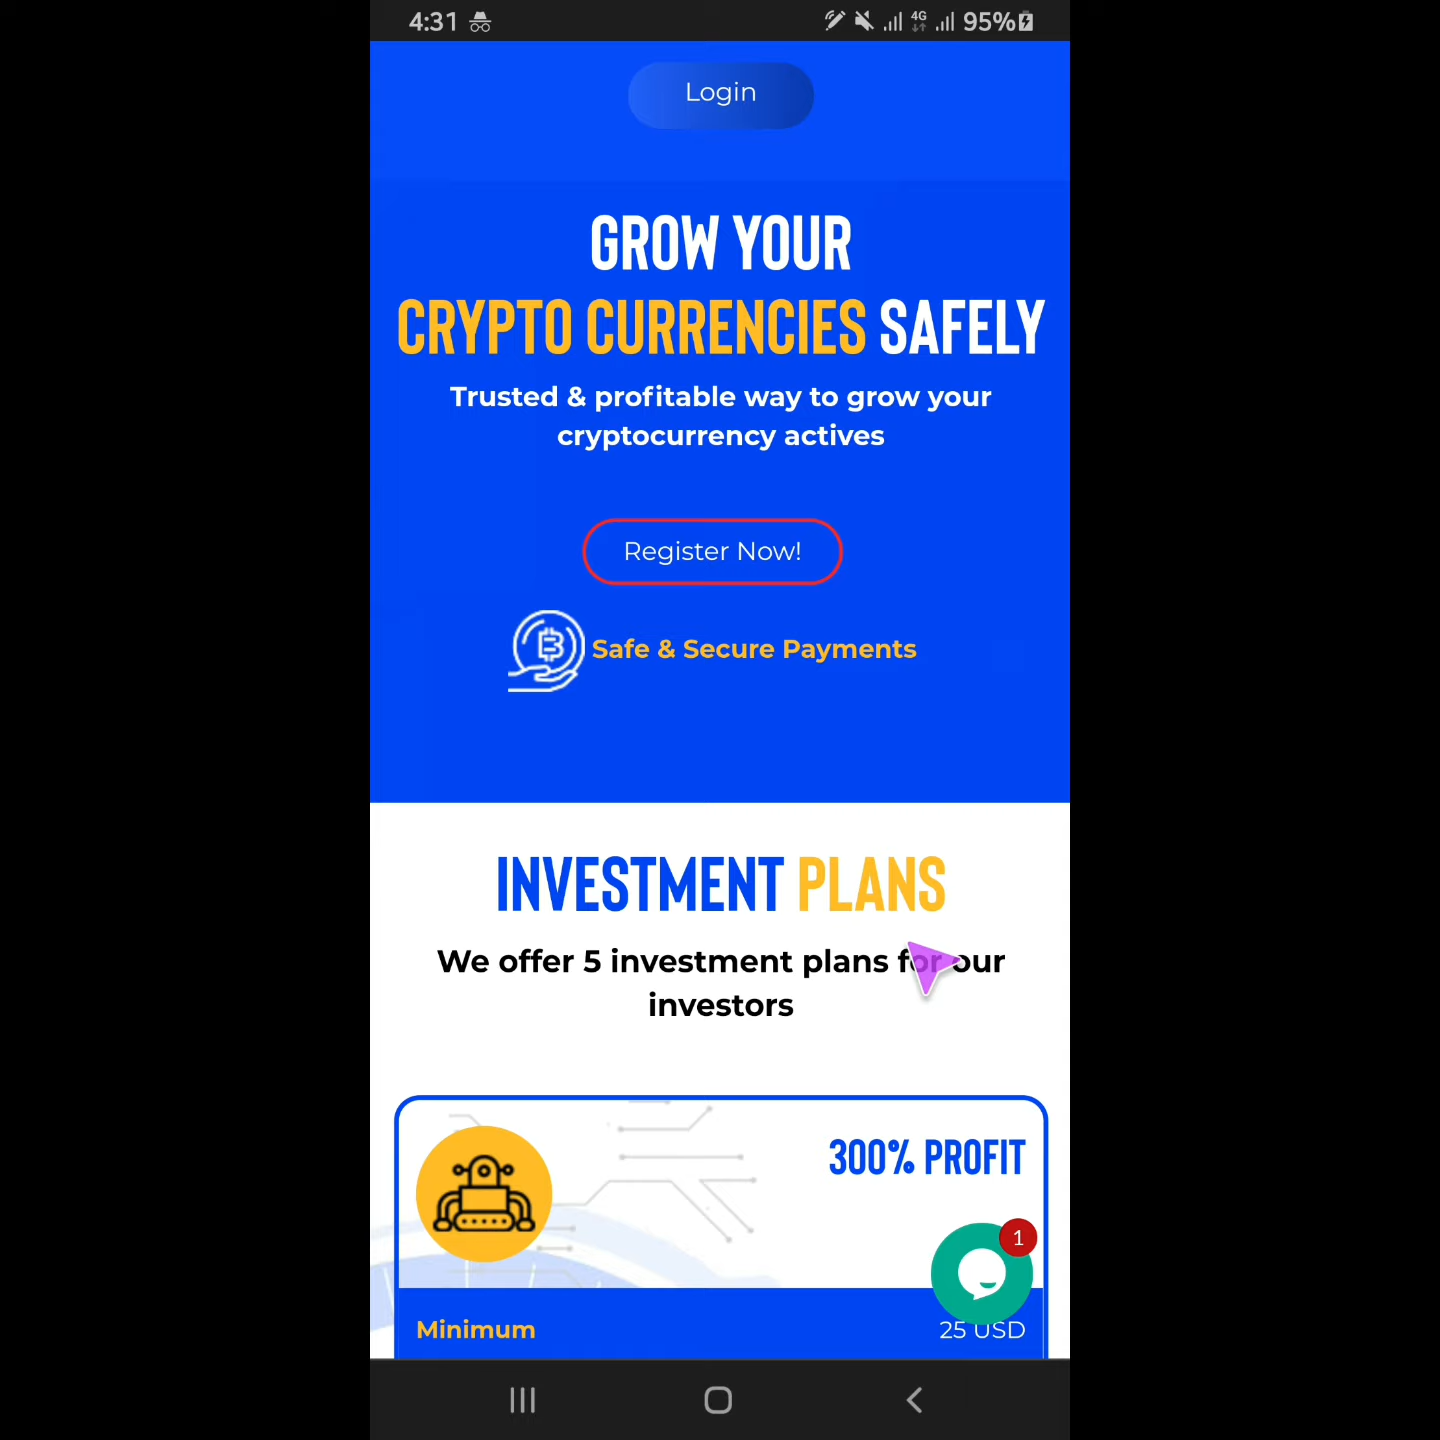 4:31
4G
95%
Login
GROW YOUR
CRYPTO CURRENCIES SAFELY
Trusted & profitable way to grow your
cryptocurrency actives
Register Now!
Safe & Secure Payments
INVESTMENT PLANS
We offer 5 investment plans for our
investors
300% PROFIT
1
Minimum
25 USD